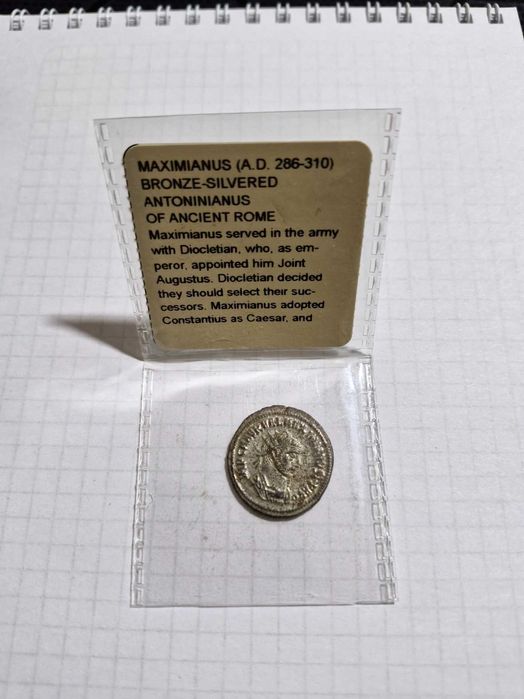 MAXIMIANUS (A.D. 286-310)
BRONZE-SILVERED
ANTONINIANUS
OF ANCIENT ROME
Maximianus served in the army
with Diocletian, who, as em-
peror, appointed him Joint
Augustus. Diocletian decided
they should select their suc-
cessors. Maximianus adopted
Constantius as Caesar, and